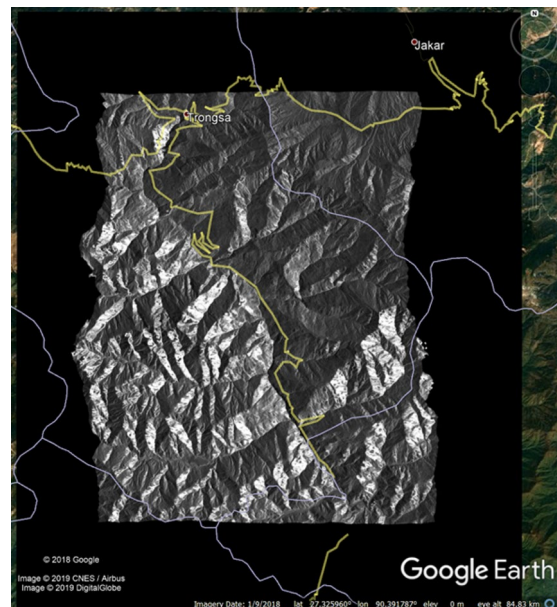 N
Jakar
Trongsa
© 2018 Google
Image © 2019 CNES / Airbus
Image © 2019 DigitalGlobe
Google Earth
Imagery Date: 1/9/2018 lat 27.325960° lon 90.391787° elev 0 m eye alt 84.83 km